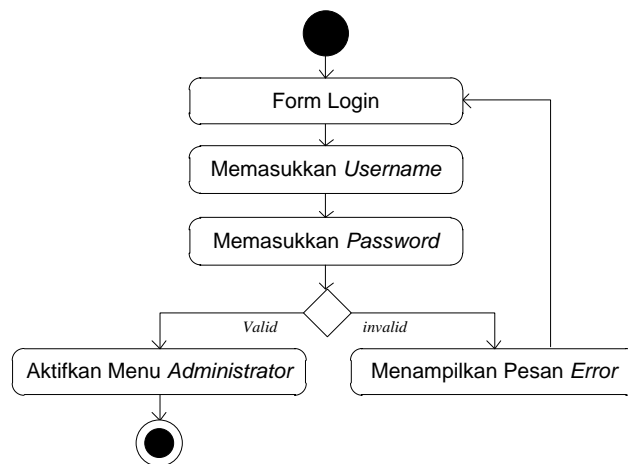 Form Login
Memasukkan Username
Memasukkan Password
Valid
invalid
Aktifkan Menu Administrator
Menampilkan Pesan Error